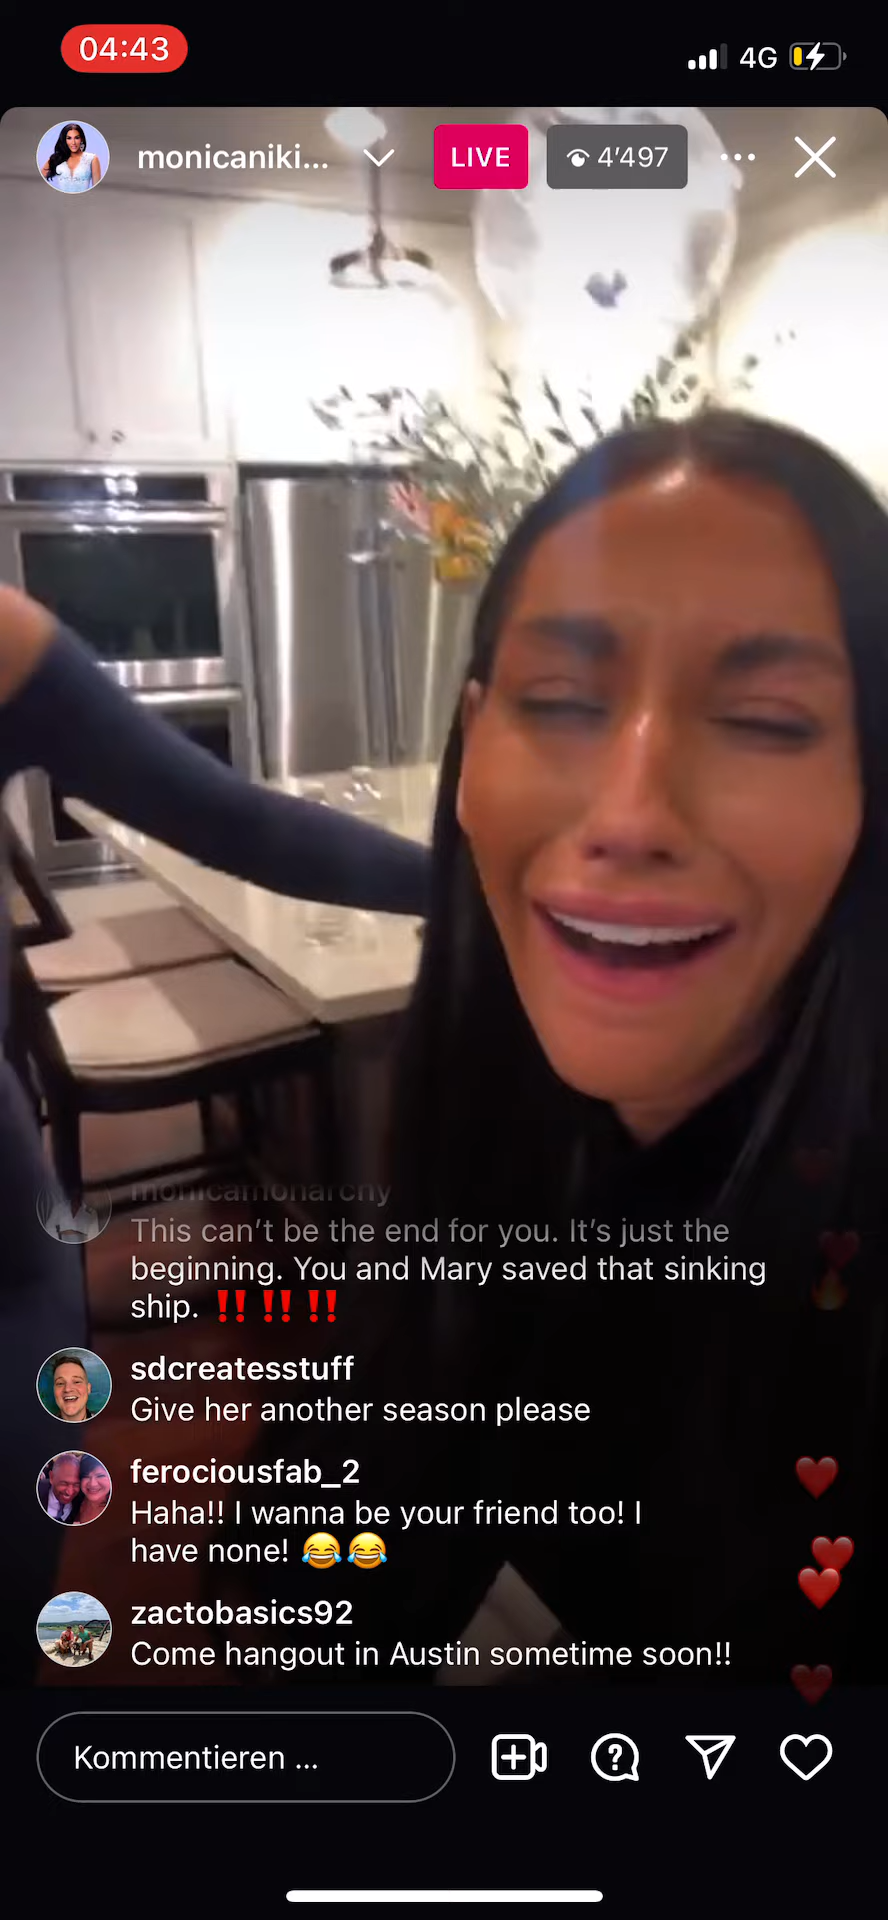 04:43
4G
monicaniki...
LIVE
4’497
monicamonarchy
This can’t be the end for you. It’s just the
beginning. You and Mary saved that sinking
ship. ‼️ ‼️ ‼️
sdcreatesstuff
Give her another season please
ferociousfab_2
Haha!! I wanna be your friend too! I
have none! 😂😂
zactobasics92
Come hangout in Austin sometime soon!!
Kommentieren ...